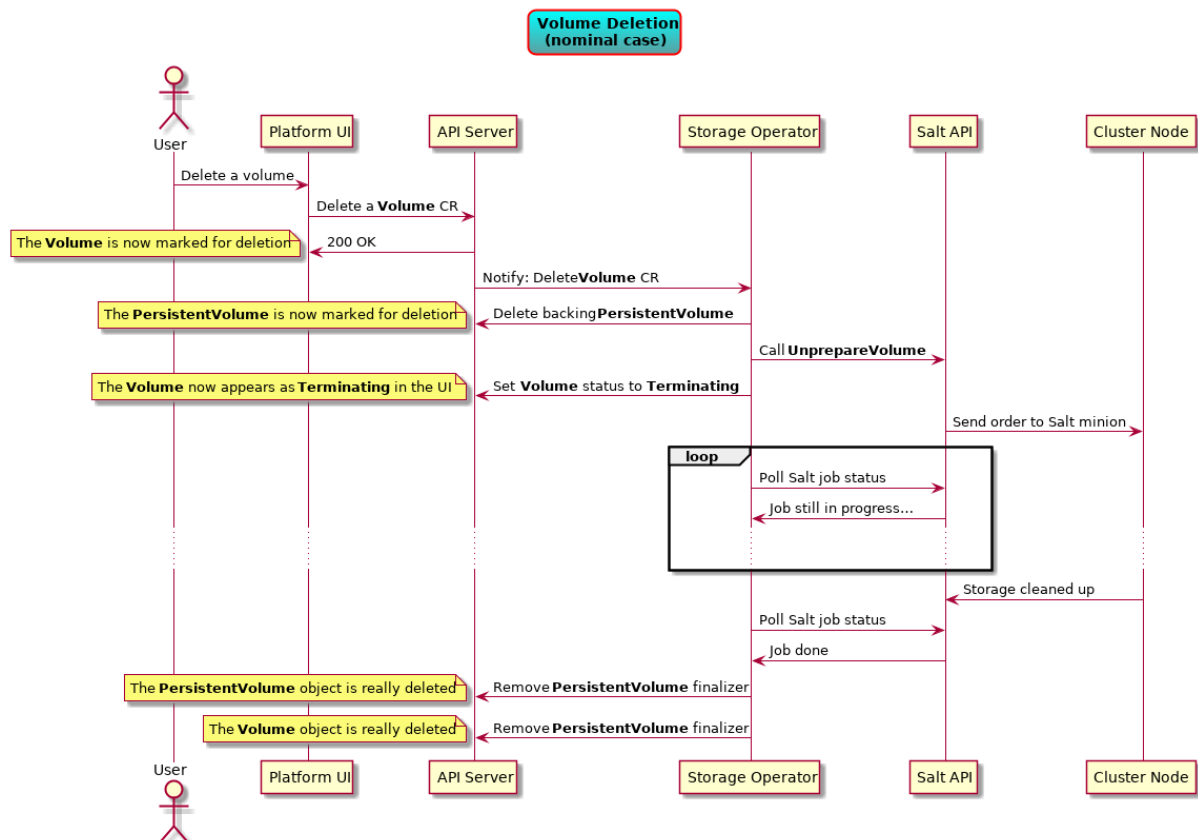 Volume Deletion
(nominal case)
User
Platform UI
API Server
Storage Operator
Salt API
Cluster Node
Delete a volume
Delete a Volume CR
The Volume is now marked for deletion
200 OK
Notify: DeleteVolume CR
The PersistentVolume is now marked for deletion
Delete backingPersistentVolume
Call UnprepareVolume
The Volume now appears as Terminating in the UI
Set Volume status to Terminating
Send order to Salt minion
loop
Poll Salt job status
Job still in progress...
Storage cleaned up
Poll Salt job status
Job done
The PersistentVolume object is really deleted
Remove PersistentVolume finalizer
The Volume object is really deleted
Remove PersistentVolume finalizer
User
Platform UI
API Server
Storage Operator
Salt API
Cluster Node